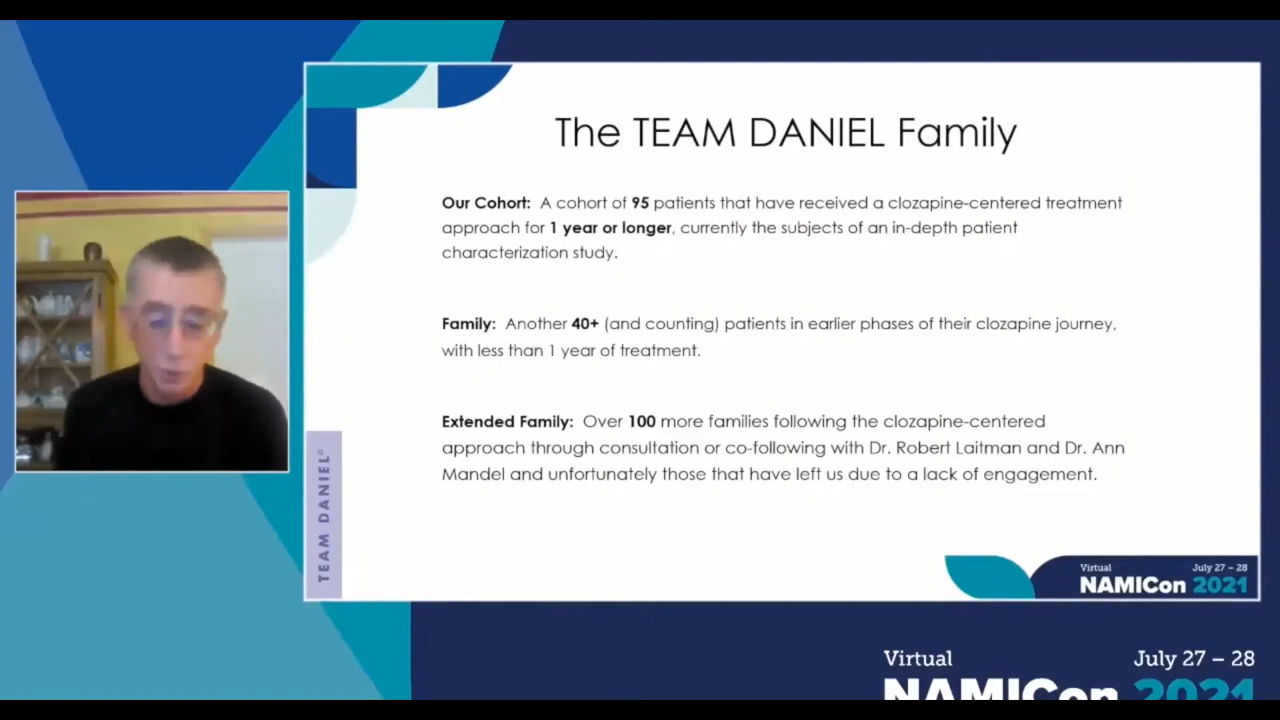 The TEAM DANIEL Family
Our Cohort: A cohort of 95 patients that have received a clozapine-centered treatment
approach for 1 year or longer, currently the subjects of an in-depth patient
characterization study.
Family: Another 40+ (and counting) patients in earlier phases of their clozapine journey,
with less than 1 year of treatment.
Extended Family: Over 100 more families following the clozapine-centered
approach through consultation or co-following with Dr. Robert Laitman and Dr. Ann
Mandel and unfortunately those that have left us due to a lack of engagement.
TEAM DANIEL©
Virtual July 27 – 28
NAMICon 2021
Virtual July 27 – 28
NAMICon 2021